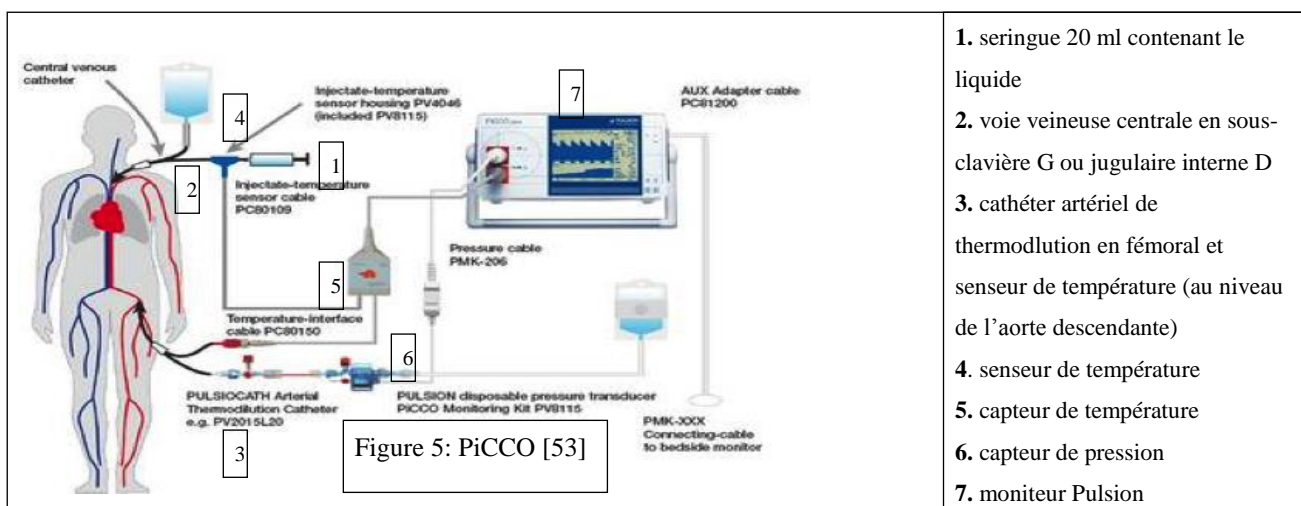 Central venous
catheter
4
Injectate-temperature
sensor housing PV4046
(included PV8115)
7
AUX Adapter cable
PC81200
PiCCO
1
2
Injectate-temperature
sensor cable
PC80109
Pressure cable
PMK-206
5
Temperature-interface
cable PC80150
6
PULSIOCATH Arterial
Thermodilution Catheter
e.g. PV2015L20
PULSION disposable pressure transducer
PiCCO Monitoring Kit PV8115
PMK-XXX
Connecting-cable
to bedside monitor
3
Figure 5: PiCCO [53]
1. seringue 20 ml contenant le
liquide
2. voie veineuse centrale en sous-
clavière G ou jugulaire interne D
3. cathéter artériel de
thermodlution en fémoral et
senseur de température (au niveau
de l’aorte descendante)
4. senseur de température
5. capteur de température
6. capteur de pression
7. moniteur Pulsion